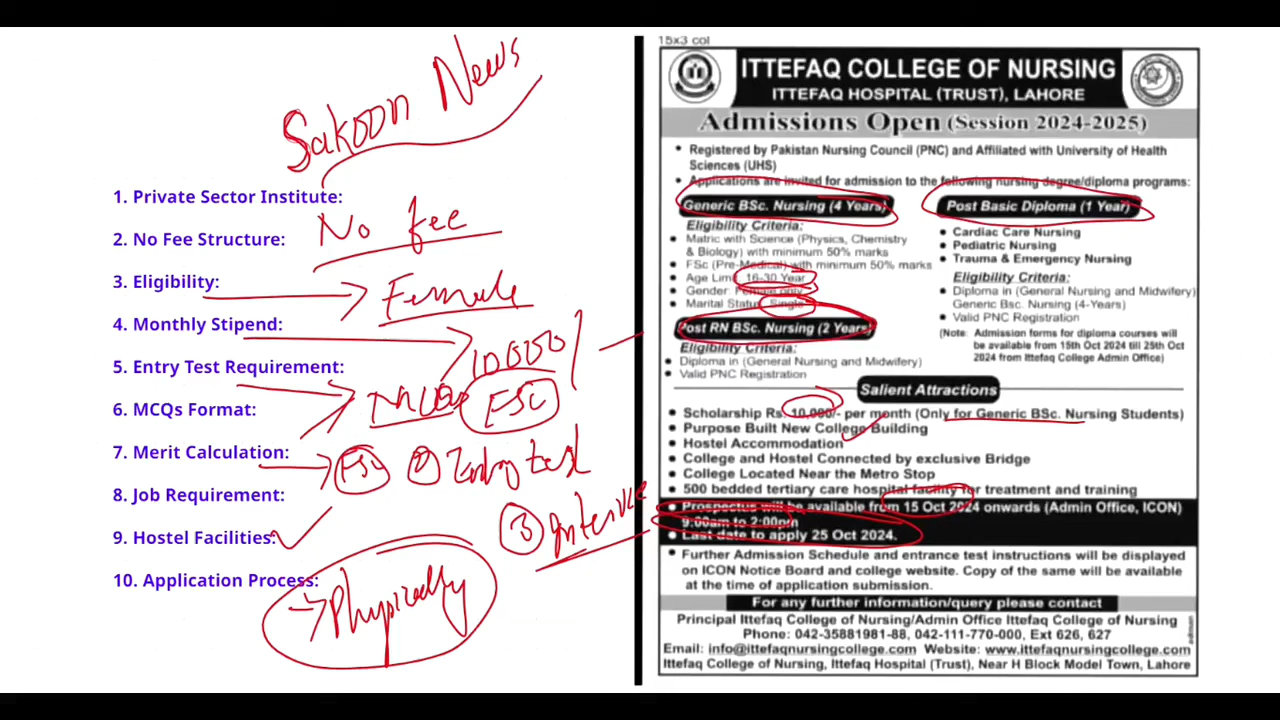 Sakoon News
1. Private Sector Institute:
2. No Fee Structure: No fee
3. Eligibility: Female
4. Monthly Stipend: 10000/-
5. Entry Test Requirement: MCQs FSc
6. MCQs Format:
7. Merit Calculation: FSc ② Entry test
③ Interview
8. Job Requirement:
9. Hostel Facilities:
10. Application Process: Physically
15x3 col
ITTEFAQ COLLEGE OF NURSING
ITTEFAQ HOSPITAL (TRUST), LAHORE
Admissions Open (Session 2024-2025)
• Registered by Pakistan Nursing Council (PNC) and Affiliated with University of Health
Sciences (UHS)
• Applications are invited for admission to the following nursing degree/diploma programs:
Generic BSc. Nursing (4 Years)
Eligibility Criteria:
• Matric with Science (Physics, Chemistry
& Biology) with minimum 50% marks
• FSc (Pre-Medical) with minimum 50% marks
• Age Limit 16-30 Year
• Gender: Female only
• Marital Status: Single
Post RN BSc. Nursing (2 Years)
Eligibility Criteria:
• Diploma in (General Nursing and Midwifery)
• Valid PNC Registration
Post Basic Diploma (1 Year)
• Cardiac Care Nursing
• Pediatric Nursing
• Trauma & Emergency Nursing
Eligibility Criteria:
• Diploma in (General Nursing and Midwifery)
Generic Bsc. Nursing (4-Years)
• Valid PNC Registration
(Note: Admission forms for diploma courses will
be available from 15th Oct 2024 till 25th Oct
2024 from Ittefaq College Admin Office)
Salient Attractions
• Scholarship Rs. 10,000/- per month (Only for Generic BSc. Nursing Students)
• Purpose Built New College Building
• Hostel Accommodation
• College and Hostel Connected by exclusive Bridge
• College Located Near the Metro Stop
• 500 bedded tertiary care hospital facility for treatment and training
• Prospectus will be available from 15 Oct 2024 onwards (Admin Office, ICON)
9:00am to 2:00pm
• Last date to apply 25 Oct 2024.
• Further Admission Schedule and entrance test instructions will be displayed
on ICON Notice Board and college website. Copy of the same will be available
at the time of application submission.
For any further information/query please contact
Principal Ittefaq College of Nursing/Admin Office Ittefaq College of Nursing
Phone: 042-35881981-88, 042-111-770-000, Ext 626, 627
Email: info@ittefaqnursingcollege.com Website: www.ittefaqnursingcollege.com
Ittefaq College of Nursing, Ittefaq Hospital (Trust), Near H Block Model Town, Lahore